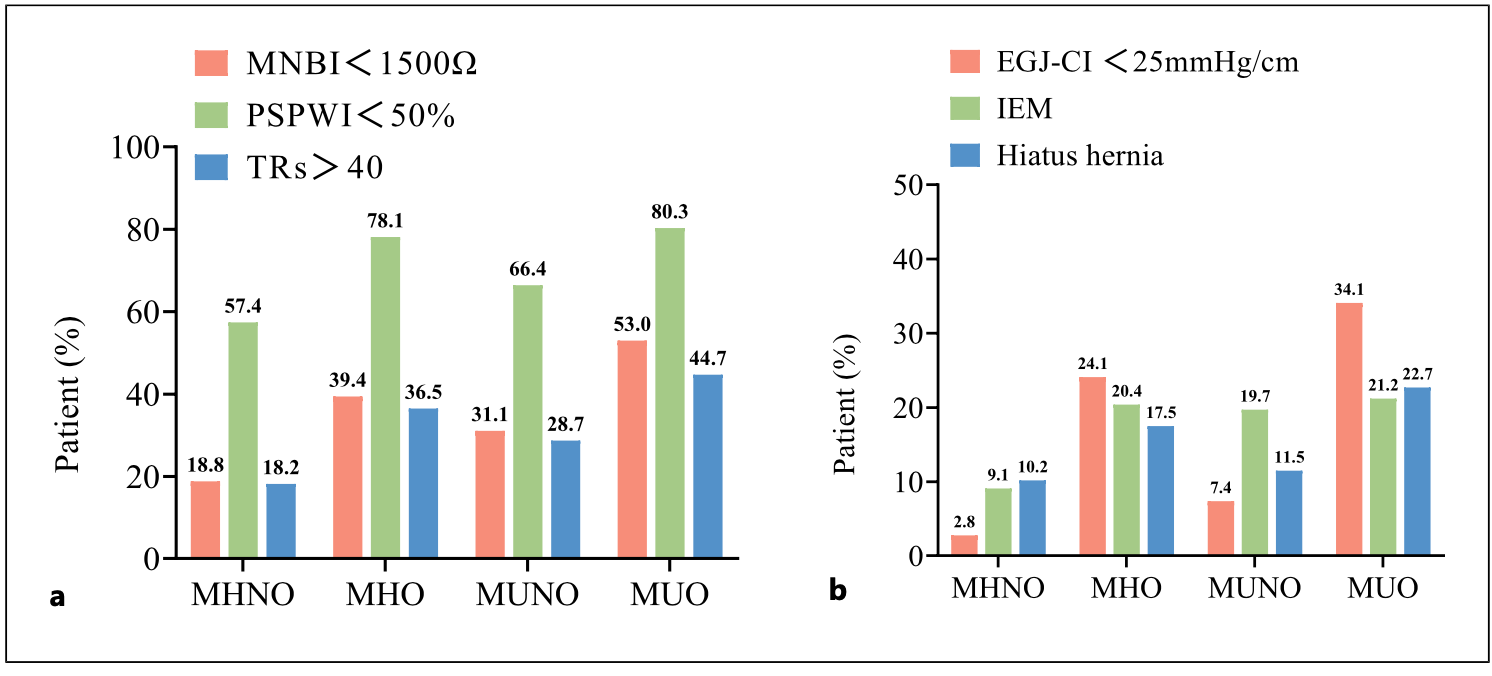 MNBI＜1500Ω
PSPWI＜50%
TRs＞40
100
80
60
40
20
0
Patient (%)
18.8
57.4
18.2
39.4
78.1
36.5
31.1
66.4
28.7
53.0
80.3
44.7
MHNO
MHO
MUNO
MUO
a
EGJ-CI ＜25mmHg/cm
IEM
Hiatus hernia
50
40
30
20
10
0
Patient (%)
2.8
9.1
10.2
24.1
20.4
17.5
7.4
19.7
11.5
34.1
21.2
22.7
MHNO
MHO
MUNO
MUO
b